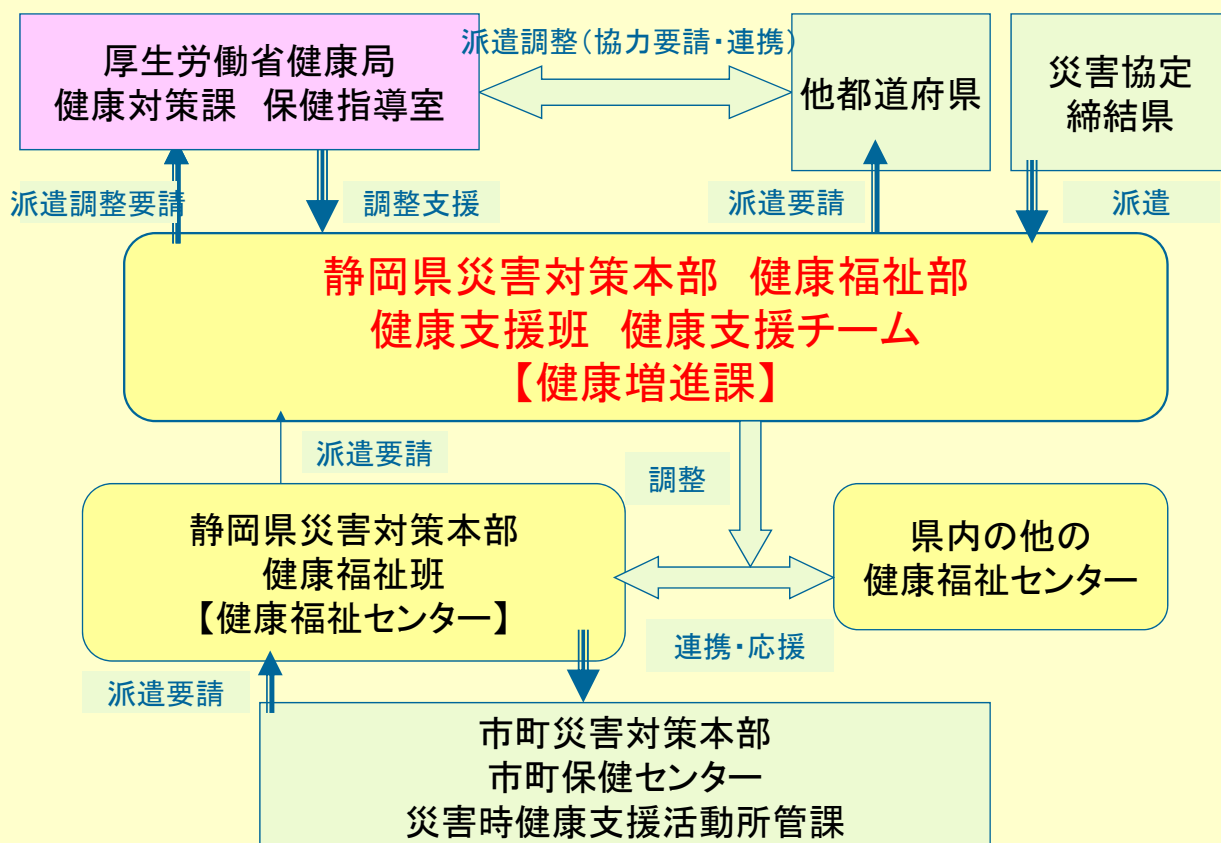 派遣調整(協力要請・連携)
厚生労働省健康局
健康対策課　保健指導室
他都道府県
災害協定
締結県
派遣調整要請
調整支援
派遣要請
派遣
静岡県災害対策本部　健康福祉部
健康支援班　健康支援チーム
【健康増進課】
派遣要請
調整
静岡県災害対策本部
健康福祉班
【健康福祉センター】
県内の他の
健康福祉センター
連携・応援
派遣要請
市町災害対策本部
市町保健センター
災害時健康支援活動所管課